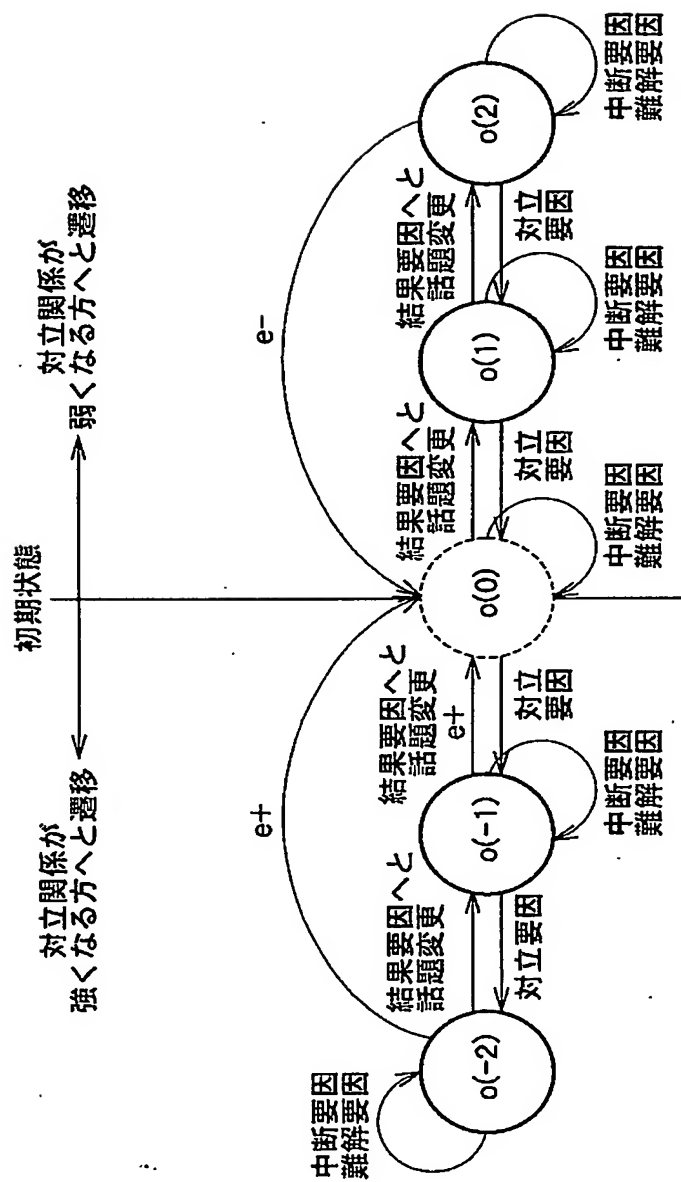 初期状態
対立関係が
強くなる方へと遷移
対立関係が
弱くなる方へと遷移
e+
e-
中断要因
難解要因
o(-2)
結果要因へと
話題変更
対立要因
o(-1)
中断要因
難解要因
結果要因へと
話題変更
e+
対立
要因
o(0)
中断要因
難解要因
結果要因へと
話題変更
対立
要因
o(1)
中断要因
難解要因
結果要因へと
話題変更
対立
要因
o(2)
中断要因
難解要因